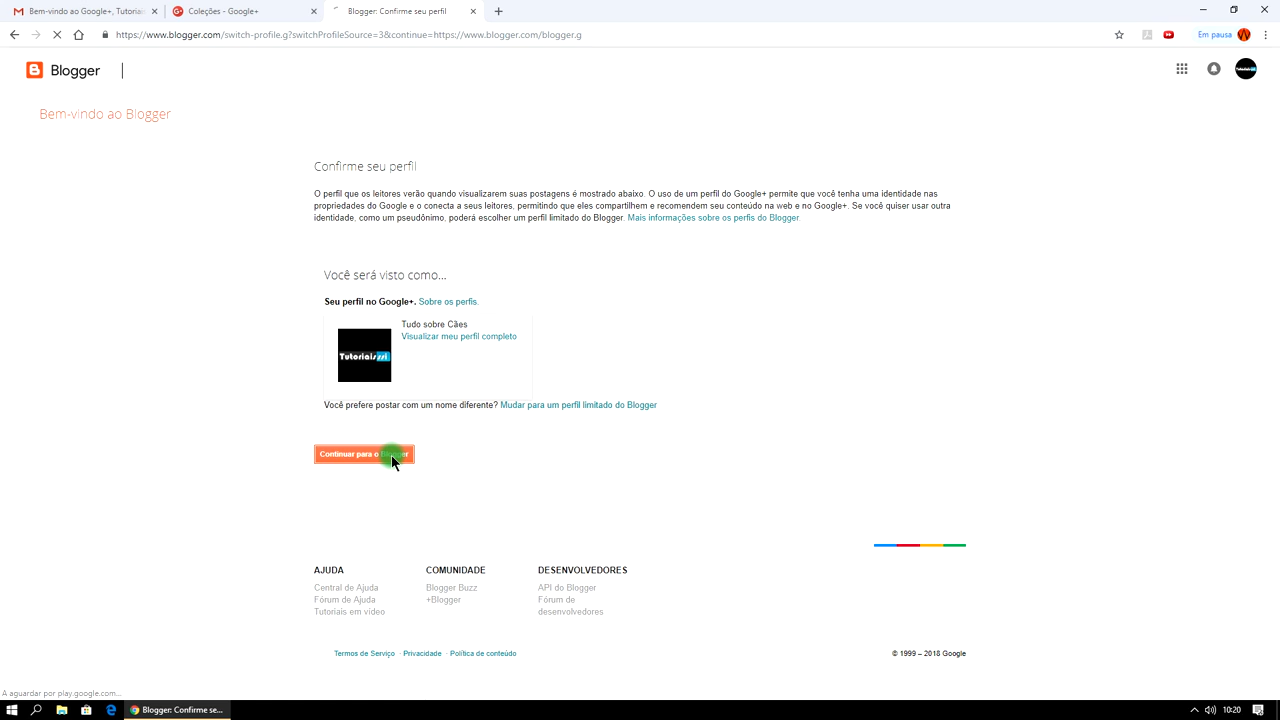 Bem-vindo ao Google+, Tutoriai
Coleções - Google+
Blogger: Confirme seu perfil
https://www.blogger.com/switch-profile.g?switchProfileSource=3&continue=https://www.blogger.com/blogger.g
Em pausa
Blogger
Bem-vindo ao Blogger
Confirme seu perfil
O perfil que os leitores verão quando visualizarem suas postagens é mostrado abaixo. O uso de um perfil do Google+ permite que você tenha uma identidade nas
propriedades do Google e o conecta a seus leitores, permitindo que eles compartilhem e recomendem seu conteúdo na web e no Google+. Se você quiser usar outra
identidade, como um pseudônimo, poderá escolher um perfil limitado do Blogger. Mais informações sobre os perfis do Blogger
Você será visto como...
Seu perfil no Google+. Sobre os perfis.
Tudo sobre Cães
Visualizar meu perfil completo
Tutoriaisssi
Você prefere postar com um nome diferente? Mudar para um perfil limitado do Blogger
Continuar para o Blogger
AJUDA
Central de Ajuda
Fórum de Ajuda
Tutoriais em vídeo
COMUNIDADE
Blogger Buzz
+Blogger
DESENVOLVEDORES
API do Blogger
Fórum de
desenvolvedores
Termos de Serviço · Privacidade · Política de conteúdo
© 1999 – 2018 Google
A aguardar por play.google.com...
Blogger: Confirme se...
10:20